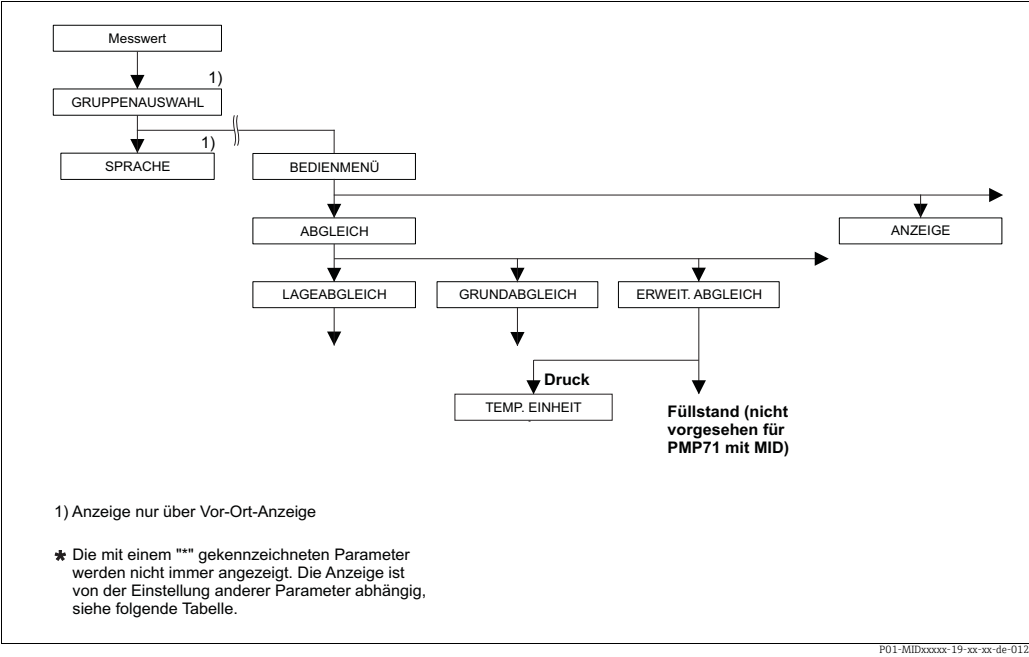 Messwert
1)
GRUPPENAUSWAHL
1)
SPRACHE
BEDIENMENÜ
ABGLEICH
ANZEIGE
LAGEABGLEICH
GRUNDABGLEICH
ERWEIT. ABGLEICH
Druck
TEMP. EINHEIT
Füllstand (nicht
vorgesehen für
PMP71 mit MID)
1) Anzeige nur über Vor-Ort-Anzeige
* Die mit einem "*" gekennzeichneten Parameter
werden nicht immer angezeigt. Die Anzeige ist
von der Einstellung anderer Parameter abhängig,
siehe folgende Tabelle.
P01-MIDxxxxx-19-xx-xx-de-012